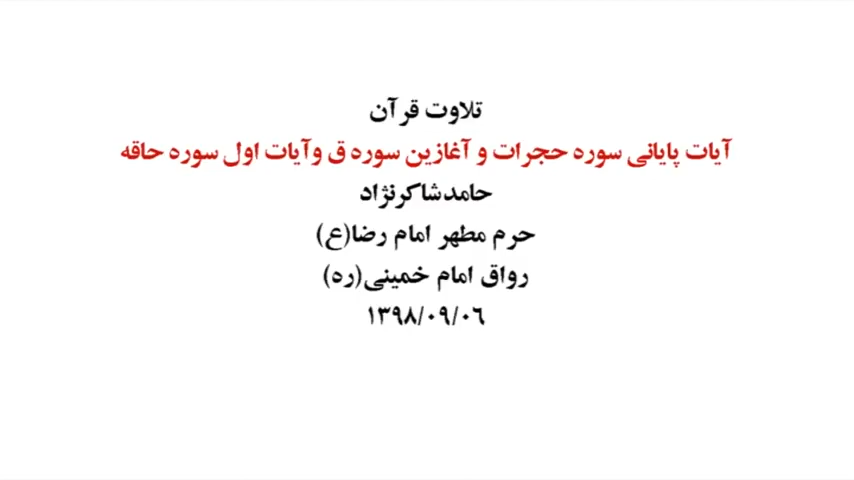 تلاوت قرآن
آیات پایانی سوره حجرات و آغازین سوره ق وآیات اول سوره حاقه
حامدشاکرنژاد
حرم مطهر امام رضا(ع)
رواق امام خمینی(ره)
۱۳۹۸/۰۹/۰۶